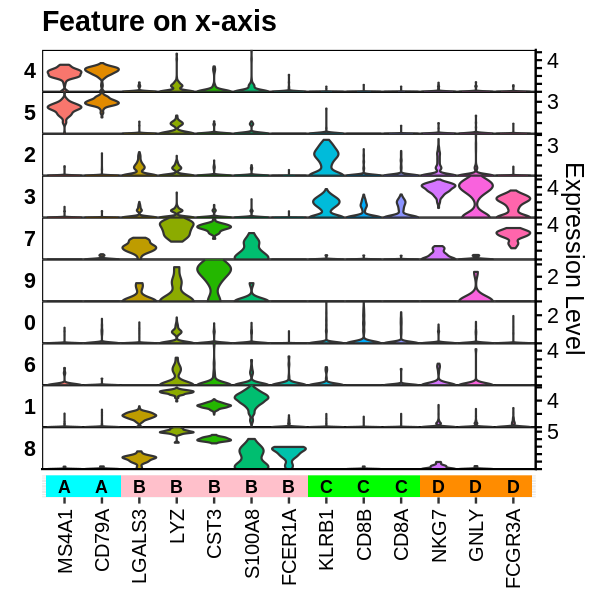 Feature on x-axis
4 4
5 3
2 3
3 4
7 4
9 2
0 2
6 4
1 4
8 5
Expression Level
A A B B B B B C C C D D D
MS4A1 CD79A LGALS3 LYZ CST3 S100A8 FCER1A KLRB1 CD8B CD8A NKG7 GNLY FCGR3A